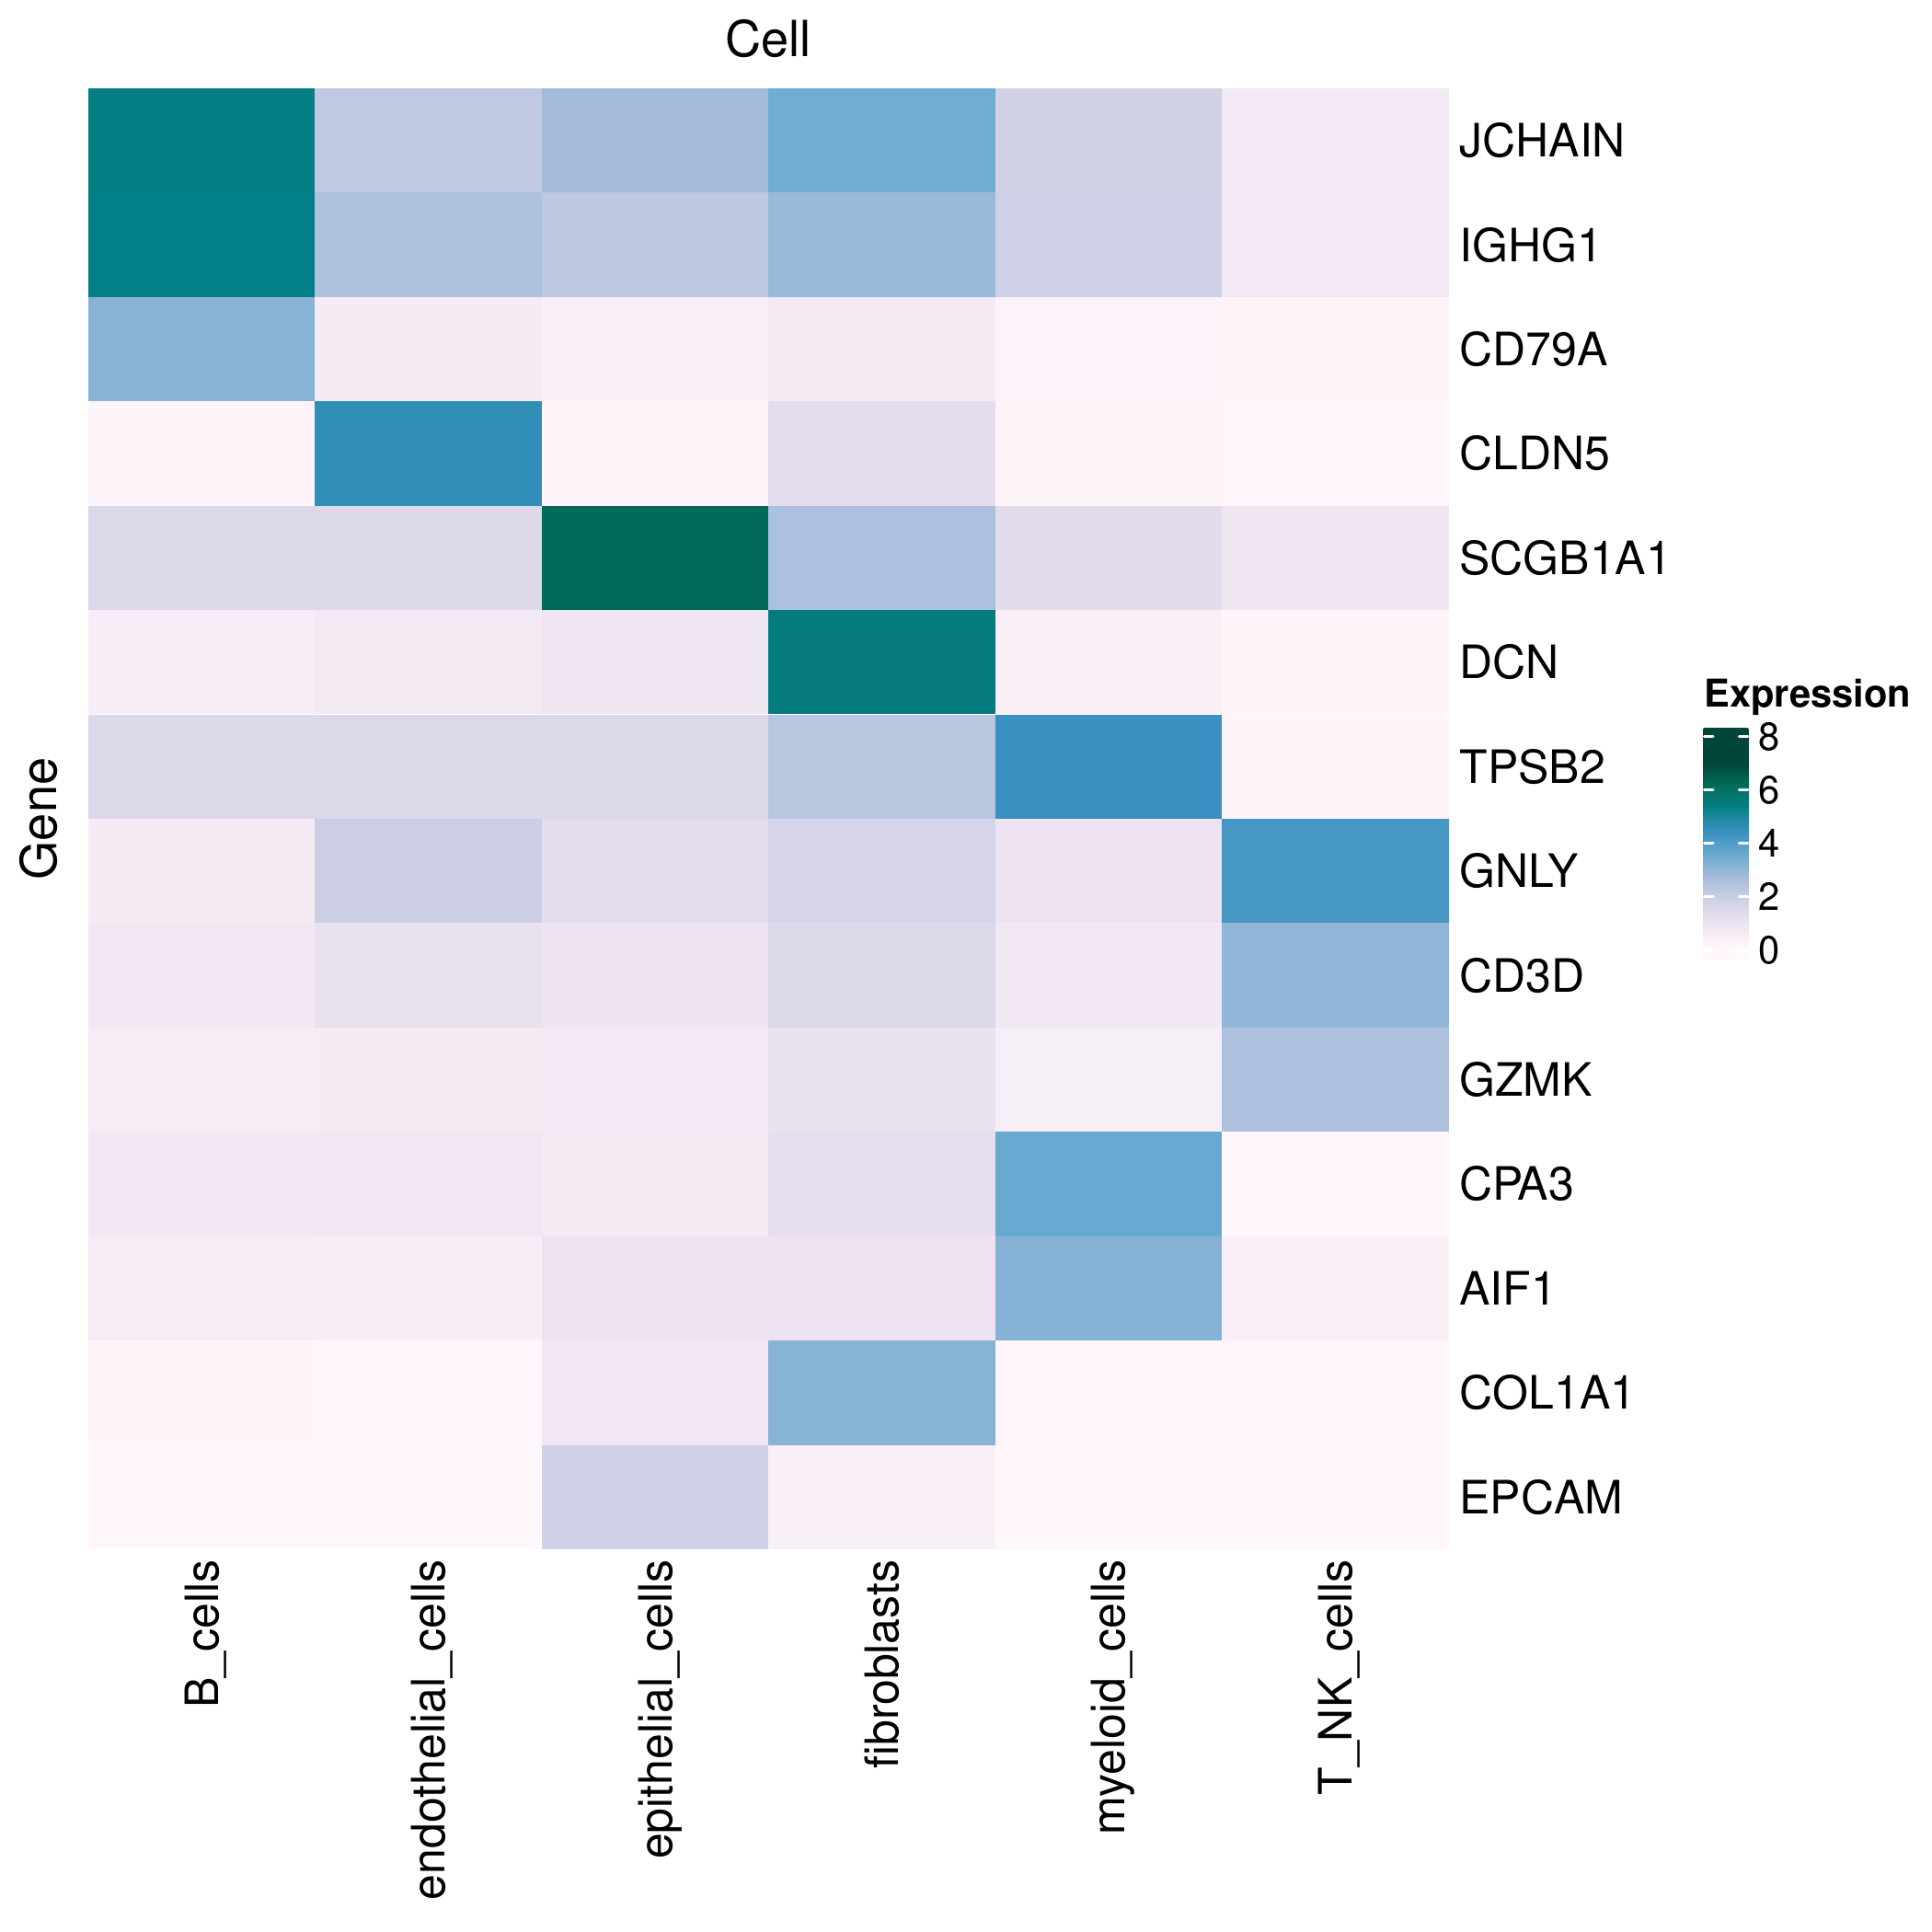 Cell
JCHAIN
IGHG1
CD79A
CLDN5
SCGB1A1
DCN
TPSB2
GNLY
CD3D
GZMK
CPA3
AIF1
COL1A1
EPCAM
Gene
Expression
8
6
4
2
0
B_cells
endothelial_cells
epithelial_cells
fibroblasts
myeloid_cells
T_NK_cells